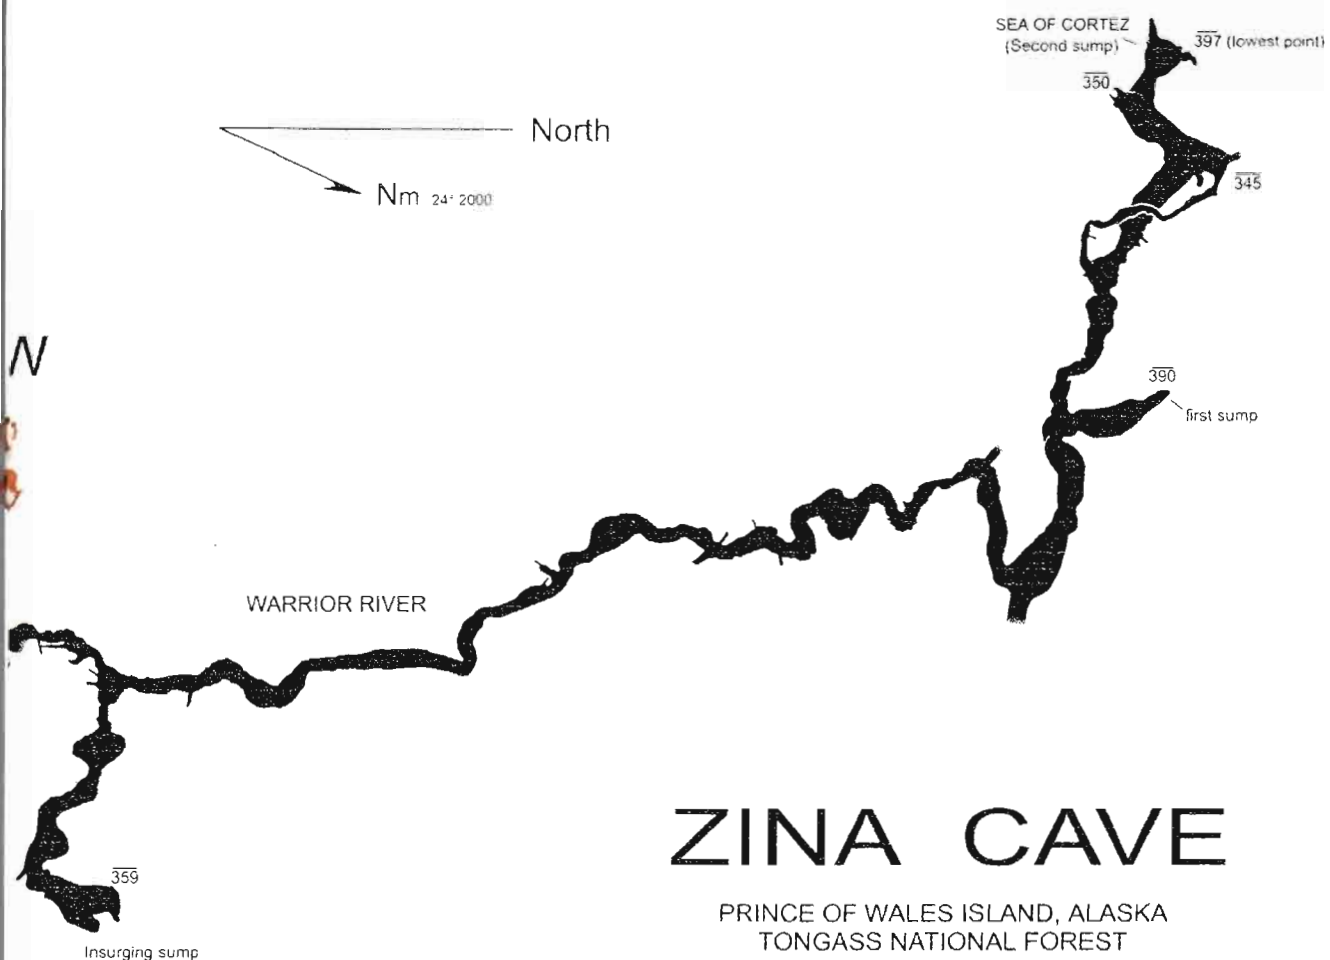 SEA OF CORTEZ
(Second sump)
397 (lowest point)
350
North
Nm 24° 2000
345
N
390
first sump
WARRIOR RIVER
359
Insurging sump
ZINA CAVE
PRINCE OF WALES ISLAND, ALASKA
TONGASS NATIONAL FOREST